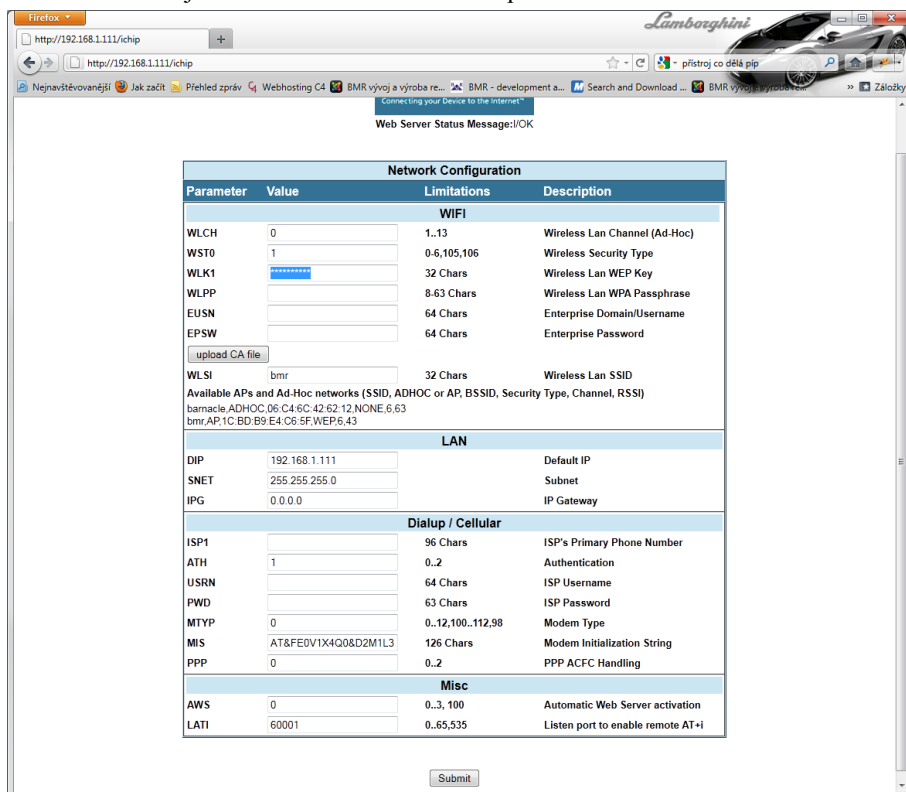 Firefox
Lamborghini
http://192.168.1.111/ichip
http://192.168.1.111/ichip
přístroj co dělá píp
Nejnavštěvovanější Jak začít Přehled zpráv Webhosting C4 BMR vývoj a výroba re... BMR - development a... Search and Download ... BMR vývoj a výroba re... » Záložky
Connecting your Device to the Internet™
Web Server Status Message:I/OK
Network Configuration
Parameter Value Limitations Description
WIFI
WLCH 0 1..13 Wireless Lan Channel (Ad-Hoc)
WST0 1 0-6,105,106 Wireless Security Type
WLK1 ********** 32 Chars Wireless Lan WEP Key
WLPP 8-63 Chars Wireless Lan WPA Passphrase
EUSN 64 Chars Enterprise Domain/Username
EPSW 64 Chars Enterprise Password
upload CA file
WLSI bmr 32 Chars Wireless Lan SSID
Available APs and Ad-Hoc networks (SSID, ADHOC or AP, BSSID, Security Type, Channel, RSSI)
barnacle,ADHOC,06:C4:6C:42:62:12,NONE,6,63
bmr,AP,1C:BD:B9:E4:C6:5F,WEP,6,43
LAN
DIP 192.168.1.111 Default IP
SNET 255.255.255.0 Subnet
IPG 0.0.0.0 IP Gateway
Dialup / Cellular
ISP1 96 Chars ISP's Primary Phone Number
ATH 1 0..2 Authentication
USRN 64 Chars ISP Username
PWD 63 Chars ISP Password
MTYP 0 0..12,100..112,98 Modem Type
MIS AT&FE0V1X4Q0&D2M1L3 126 Chars Modem Initialization String
PPP 0 0..2 PPP ACFC Handling
Misc
AWS 0 0..3, 100 Automatic Web Server activation
LATI 60001 0..65,535 Listen port to enable remote AT+i
Submit